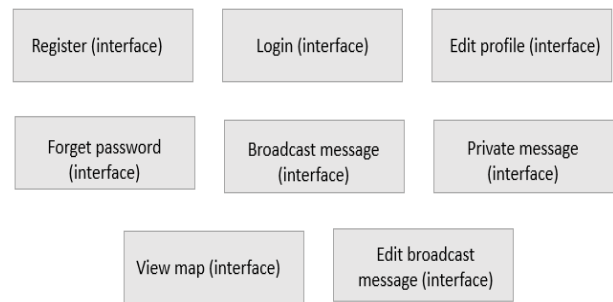 Register (interface)
Login (interface)
Edit profile (interface)
Forget password
(interface)
Broadcast message
(interface)
Private message
(interface)
View map (interface)
Edit broadcast
message (interface)